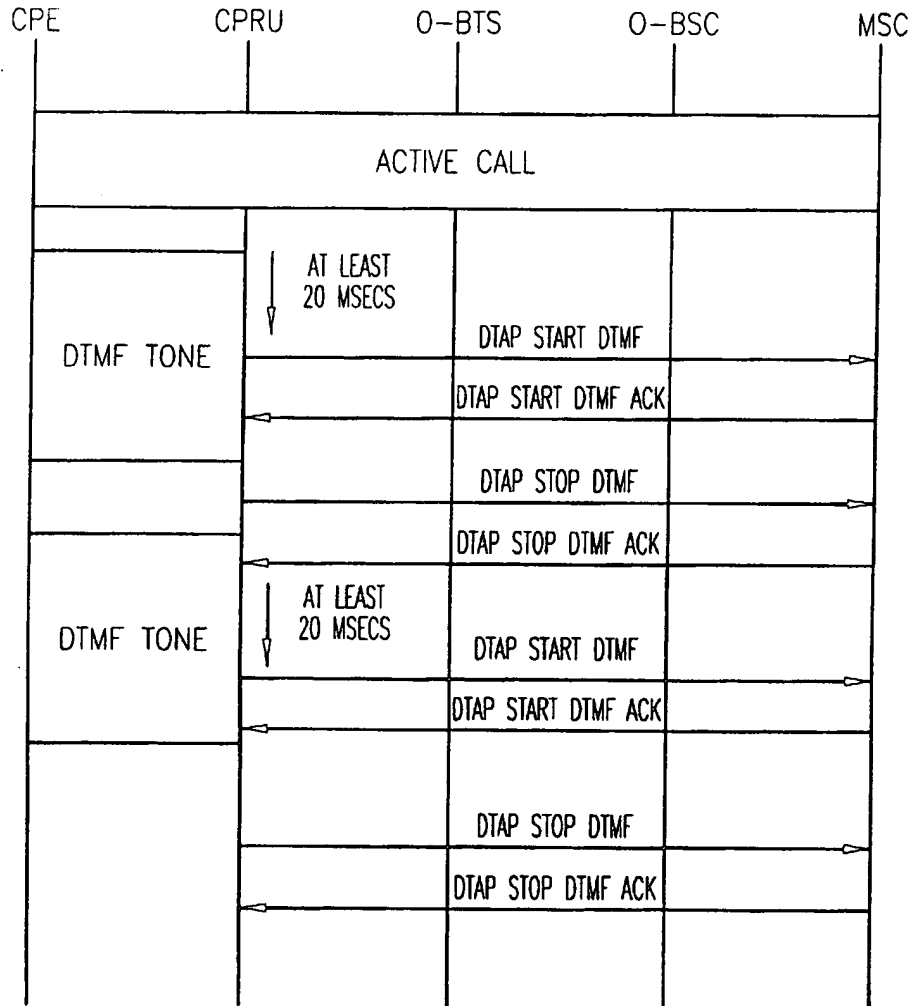 CPE CPRU O-BTS O-BSC MSC
ACTIVE CALL
AT LEAST
20 MSECS
DTAP START DTMF
DTMF TONE
DTAP START DTMF ACK
DTAP STOP DTMF
DTAP STOP DTMF ACK
AT LEAST
20 MSECS
DTMF TONE
DTAP START DTMF
DTAP START DTMF ACK
DTAP STOP DTMF
DTAP STOP DTMF ACK